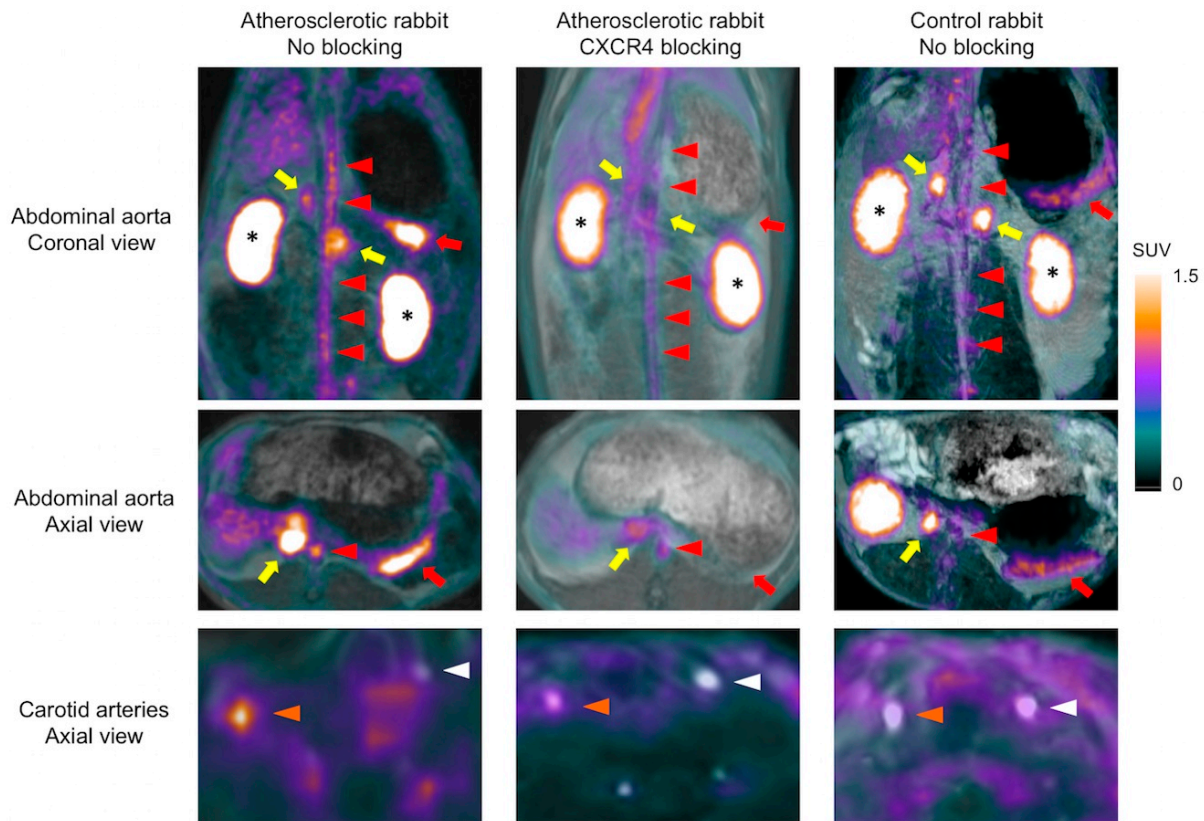 Atherosclerotic rabbit
No blocking
Atherosclerotic rabbit
CXCR4 blocking
Control rabbit
No blocking
Abdominal aorta
Coronal view
*
*
*
*
*
*
SUV
1.5
0
Abdominal aorta
Axial view
Carotid arteries
Axial view